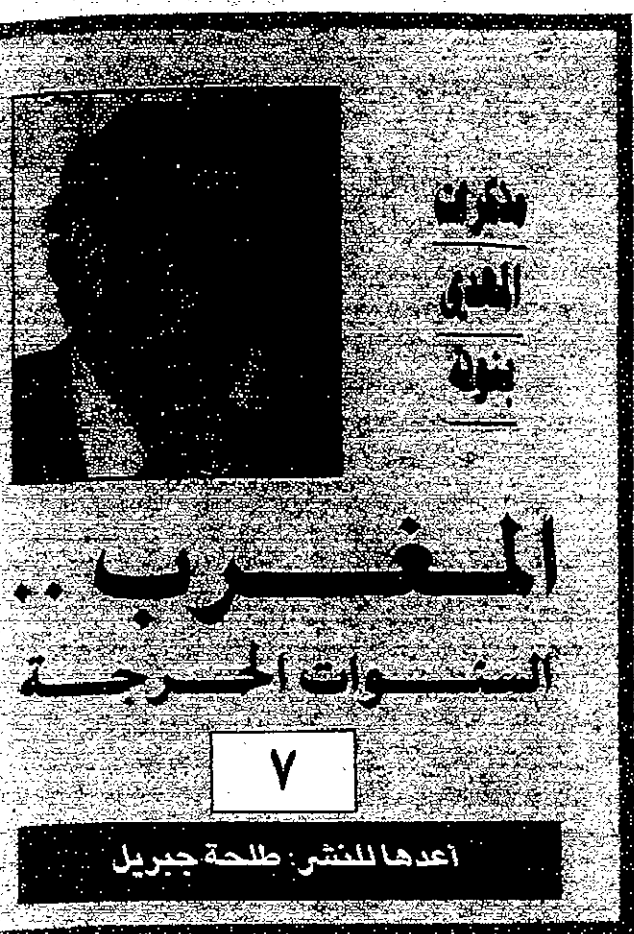 مذكرات
المهدي
بنونة
المغرب ..
السنوات الحرجة
٧
أعدها للنشر: طلحة جبريل